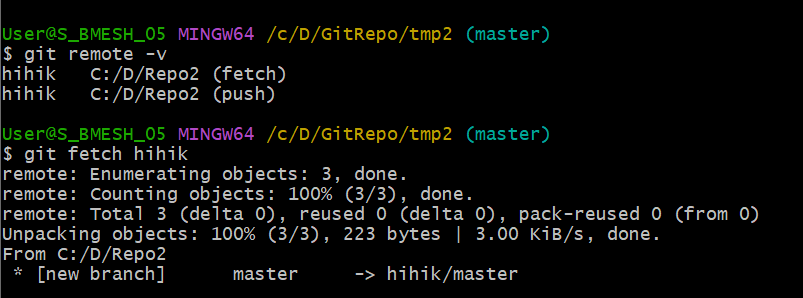 User@S_BMESH_05 MINGW64 /c/D/GitRepo/tmp2 (master)
$ git remote -v
hihik   C:/D/Repo2 (fetch)
hihik   C:/D/Repo2 (push)
User@S_BMESH_05 MINGW64 /c/D/GitRepo/tmp2 (master)
$ git fetch hihik
remote: Enumerating objects: 3, done.
remote: Counting objects: 100% (3/3), done.
remote: Total 3 (delta 0), reused 0 (delta 0), pack-reused 0 (from 0)
Unpacking objects: 100% (3/3), 223 bytes | 3.00 KiB/s, done.
From C:/D/Repo2
 * [new branch]      master     -> hihik/master